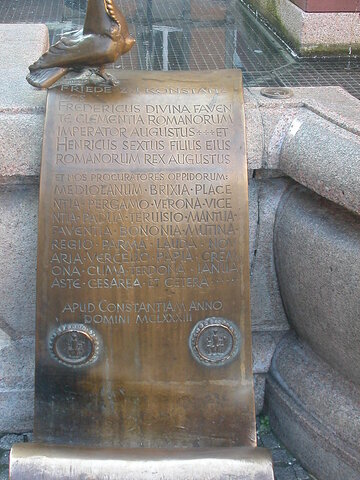 FRIEDE ZU KONSTANZ
FREDERICUS DIVINA FAVEN
TE CLEMENTIA ROMANORUM
IMPERATOR AUGUSTUS +++ ET
HENRICUS SEXTUS FILIUS EIUS
ROMANORUM REX AUGUSTUS
ET NOS PROCURATORES OPPIDORUM:
MEDIOLANUM · BRIXIA · PLACE
NTIA · PERGAMO · VERONA · VICE
NTIA · PADUA · TERUISIO · MANTUA
FAVENTIA · BONONIA · MUTINA
REGIO · PARMA · LAUDA · NOV
ARIA · VERCELLO · PAPIA · CREM
ONA · CUMA · TERDONA · IANUA
ASTE · CESAREA · ET CETERA
APUD CONSTANTIAM ANNO
DOMINI MCLXXXIII